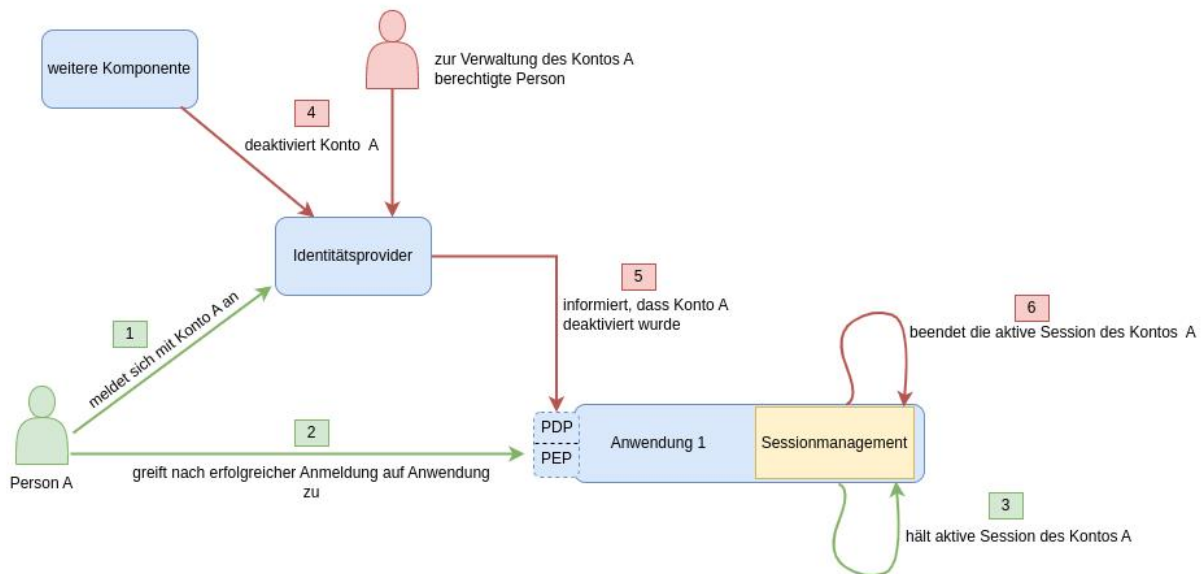 weitere Komponente
zur Verwaltung des Kontos A
berechtigte Person
4
deaktiviert Konto A
Identitätsprovider
5
informiert, dass Konto A
deaktiviert wurde
6
beendet die aktive Session des Kontos A
1
meldet sich mit Konto A an
2
greift nach erfolgreicher Anmeldung auf Anwendung
zu
Person A
PDP
PEP
Anwendung 1
Sessionmanagement
3
hält aktive Session des Kontos A